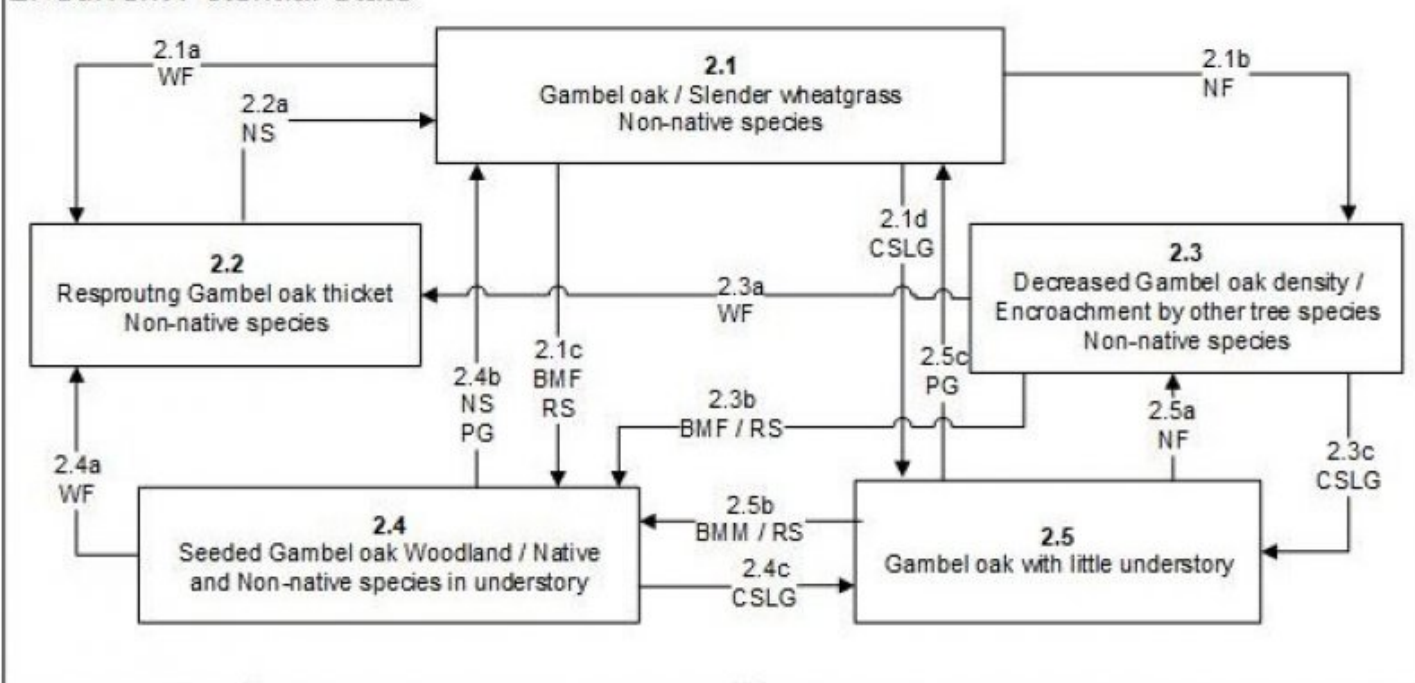 2.1a
WF
2.1
Gambel oak / Slender wheatgrass
Non-native species
2.1b
NF
2.2a
NS
2.2
Resproutng Gambel oak thicket
Non-native species
2.1d
CSLG
2.3
Decreased Gambel oak density /
Encroachment by other tree species
Non-native species
2.3a
WF
2.4b
NS
PG
2.1c
BMF
RS
2.5c
PG
2.3b
BMF / RS
2.5a
NF
2.3c
CSLG
2.4a
WF
2.4
Seeded Gambel oak Woodland / Native
and Non-native species in understory
2.5b
BMM / RS
2.4c
CSLG
2.5
Gambel oak with little understory